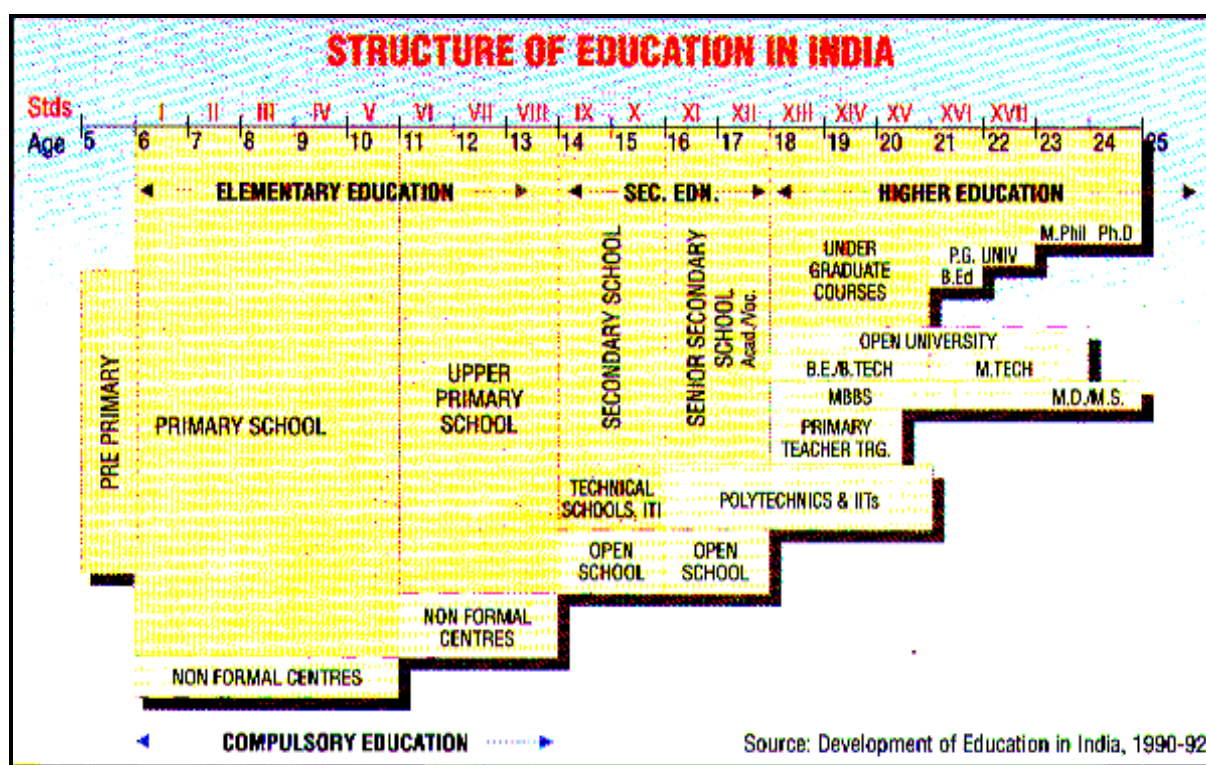 STRUCTURE OF EDUCATION IN INDIA
Stds I II III IV V VI VII VIII IX X XI XII XIII XIV XV XVI XVII
Age 5 6 7 8 9 10 11 12 13 14 15 16 17 18 19 20 21 22 23 24 25
ELEMENTARY EDUCATION SEC. EDN. HIGHER EDUCATION
PRE PRIMARY
PRIMARY SCHOOL
UPPER
PRIMARY
SCHOOL
SECONDARY SCHOOL
SENIOR SECONDARY
SCHOOL
Acad./Voc.
UNDER
GRADUATE
COURSES
M.Phil Ph.D
P.G. UNIV
B.Ed
OPEN UNIVERSITY
B.E./B.TECH M.TECH
MBBS M.D./M.S.
PRIMARY
TEACHER TRG.
TECHNICAL
SCHOOLS, ITI
POLYTECHNICS & IITs
OPEN
SCHOOL
OPEN
SCHOOL
NON FORMAL
CENTRES
NON FORMAL CENTRES
COMPULSORY EDUCATION
Source: Development of Education in India, 1990-92